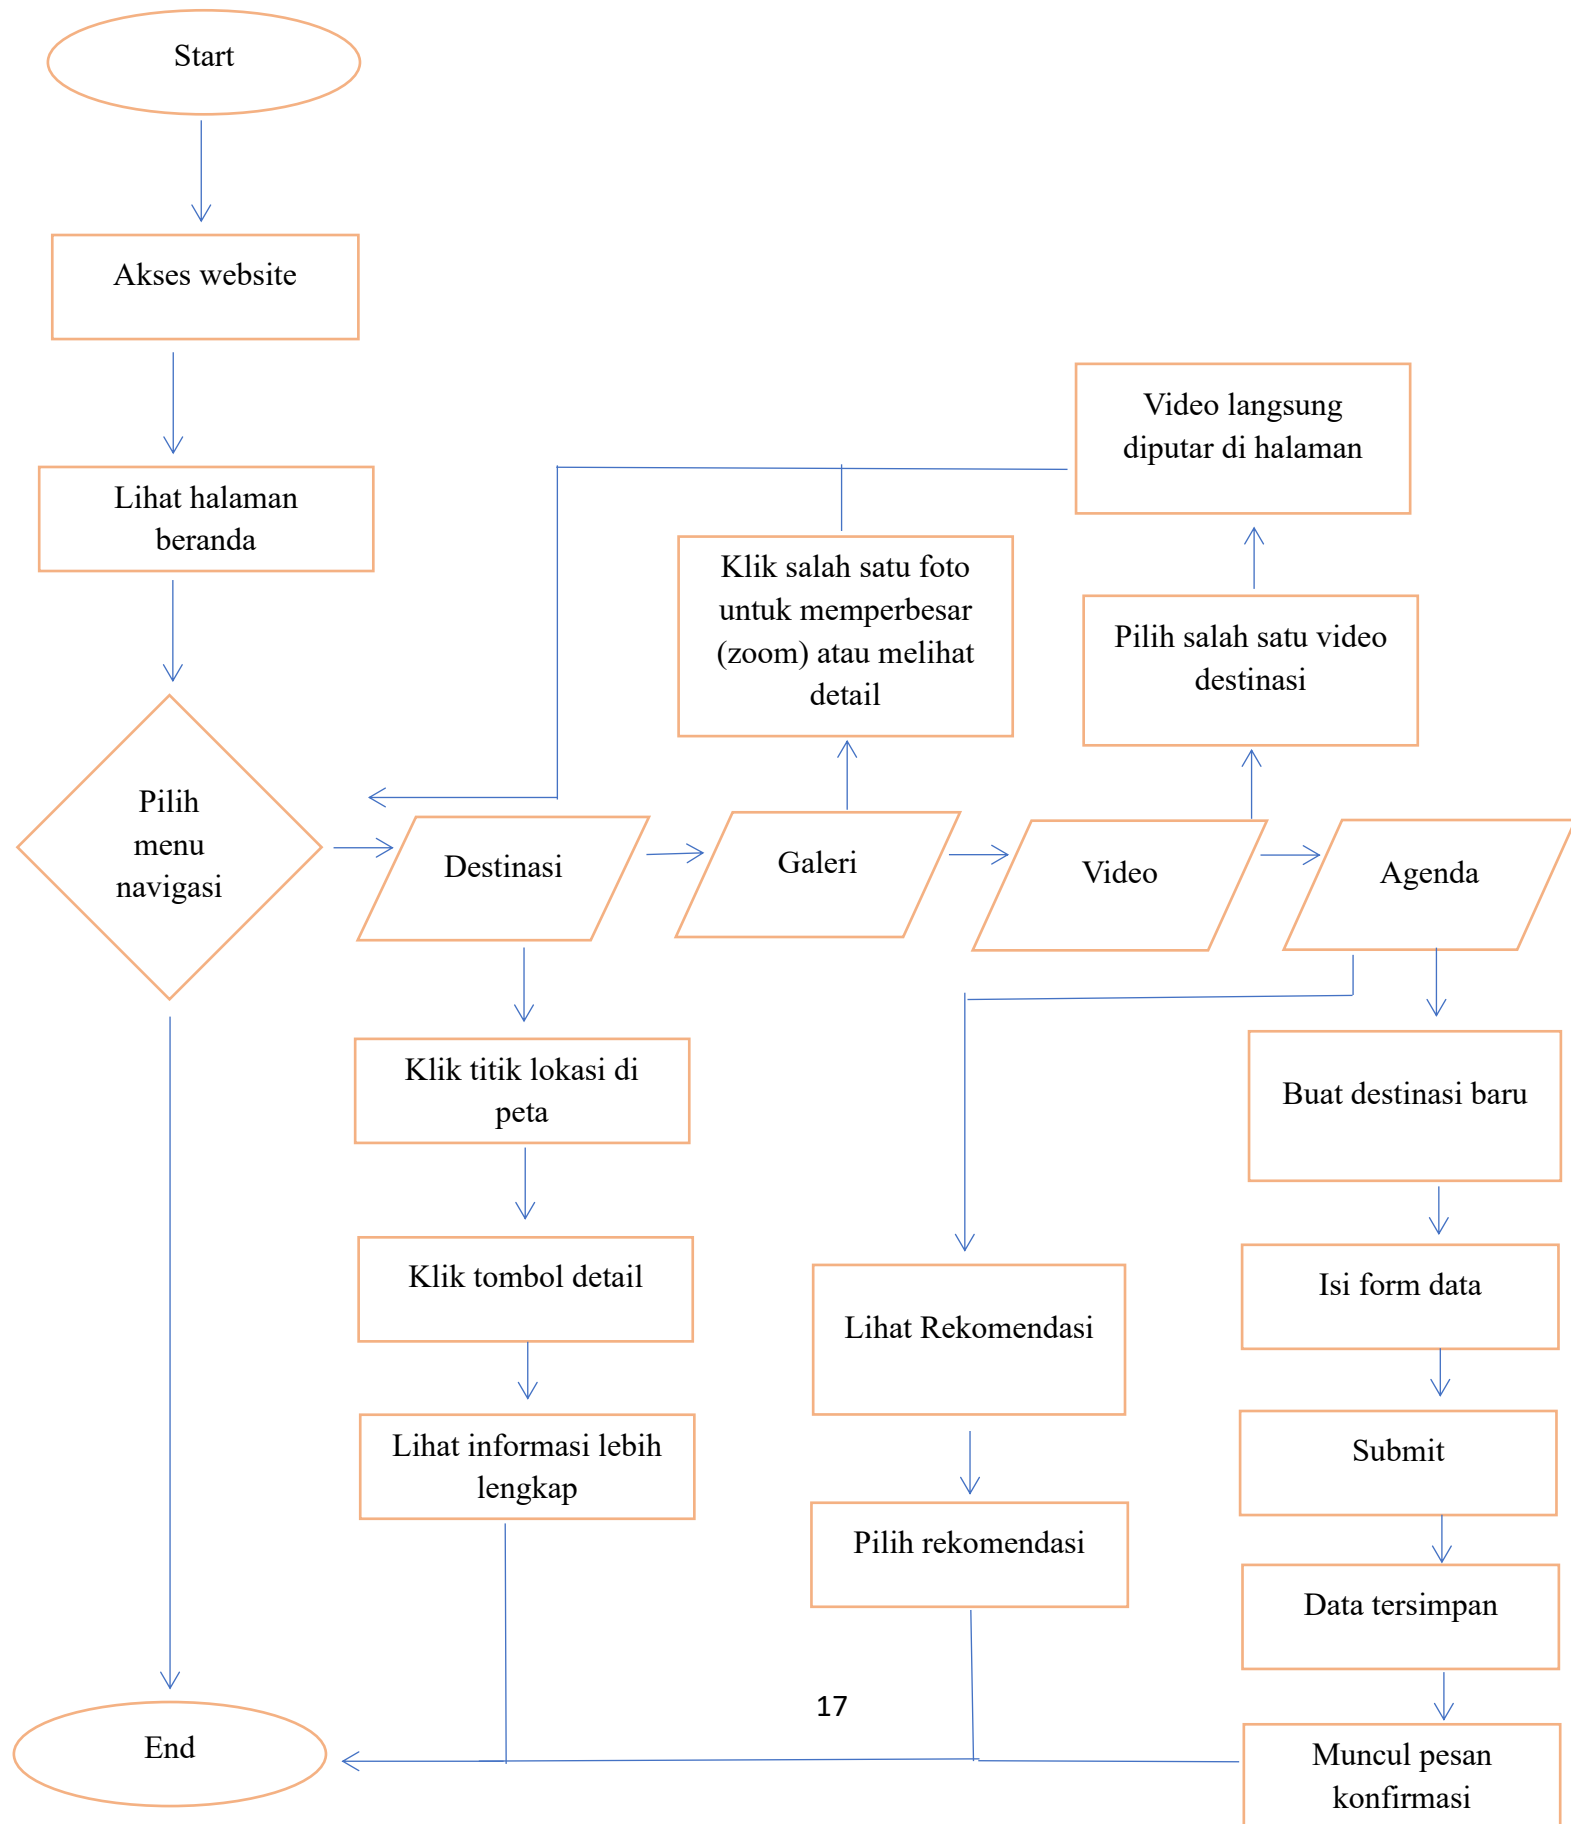 Start
Akses website
Lihat halaman
beranda
Pilih
menu
navigasi
Video langsung
diputar di halaman
Klik salah satu foto
untuk memperbesar
(zoom) atau melihat
detail
Pilih salah satu video
destinasi
Destinasi
Galeri
Video
Agenda
Klik titik lokasi di
peta
Klik tombol detail
Lihat informasi lebih
lengkap
Lihat Rekomendasi
Pilih rekomendasi
Buat destinasi baru
Isi form data
Submit
Data tersimpan
Muncul pesan
konfirmasi
End
17